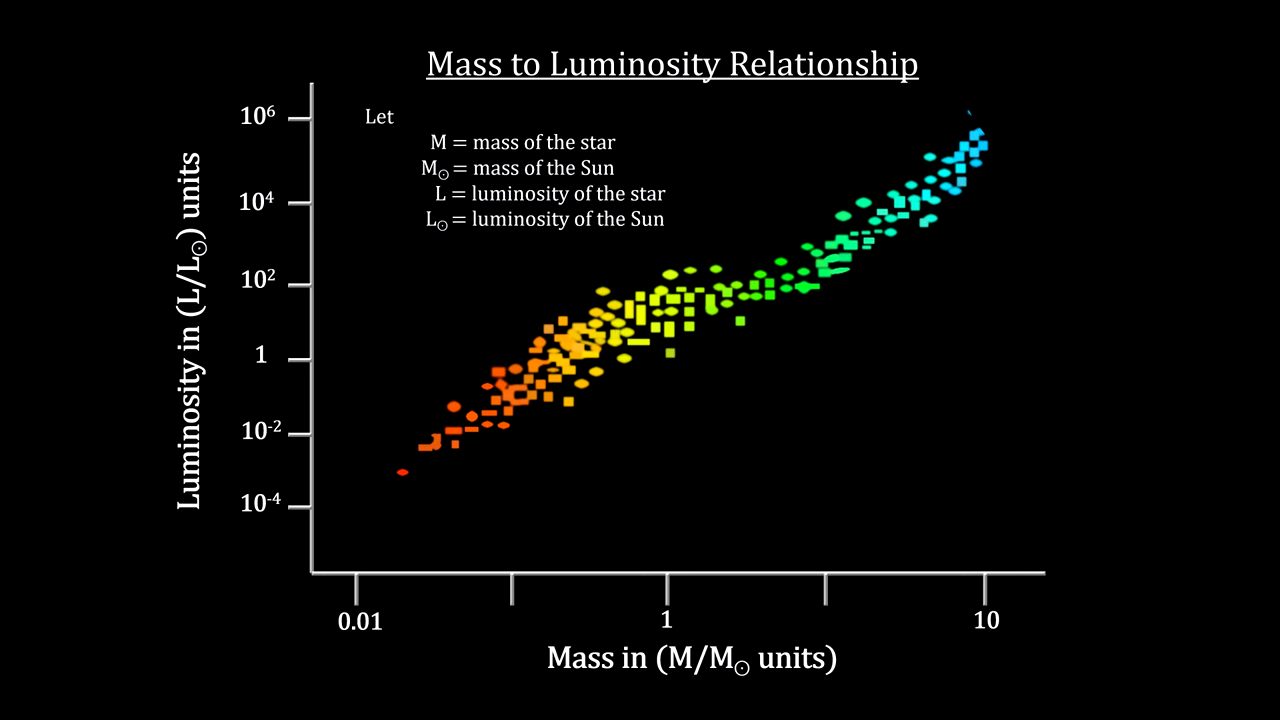 Mass to Luminosity Relationship
Let
M = mass of the star
M☉ = mass of the Sun
L = luminosity of the star
L☉ = luminosity of the Sun
Luminosity in (L/L☉) units
10⁶
10⁴
10²
1
10⁻²
10⁻⁴
0.01
1
10
Mass in (M/M☉ units)